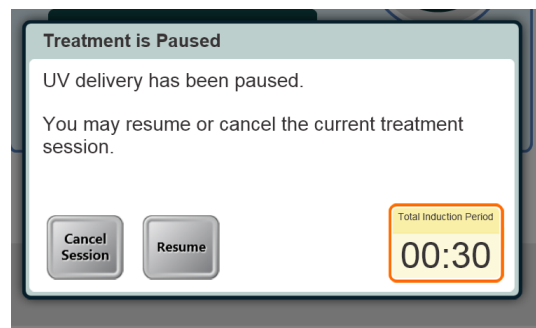 Treatment is Paused
UV delivery has been paused.
You may resume or cancel the current treatment
session.
Cancel
Session
Resume
Total Induction Period
00:30